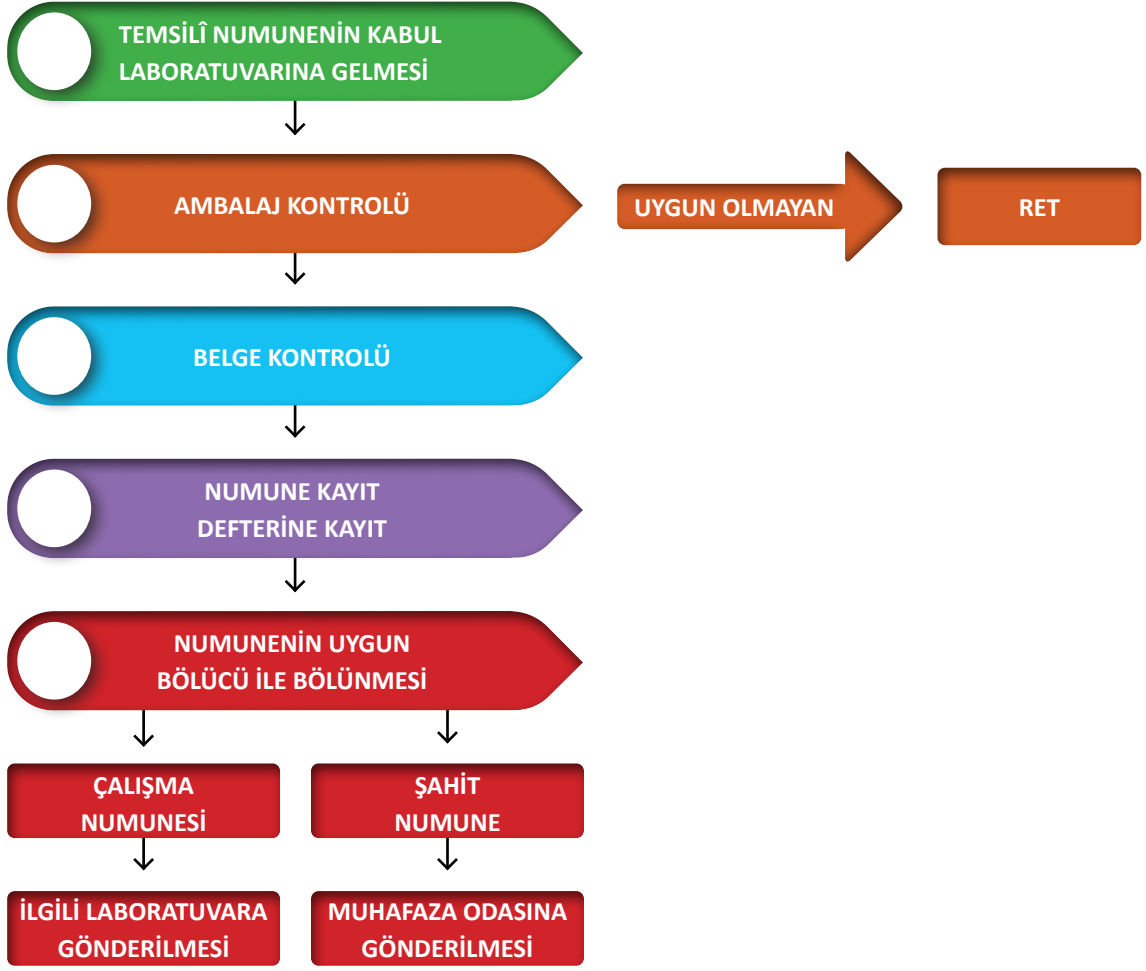 TEMSİLÎ NUMUNENİN KABUL
LABORATUVARINA GELMESİ
AMBALAJ KONTROLÜ
UYGUN OLMAYAN
RET
BELGE KONTROLÜ
NUMUNE KAYIT
DEFTERİNE KAYIT
NUMUNENİN UYGUN
BÖLÜCÜ İLE BÖLÜNMESİ
ÇALIŞMA
NUMUNESİ
ŞAHİT
NUMUNE
İLGİLİ LABORATUVARA
GÖNDERİLMESİ
MUHAFAZA ODASINA
GÖNDERİLMESİ